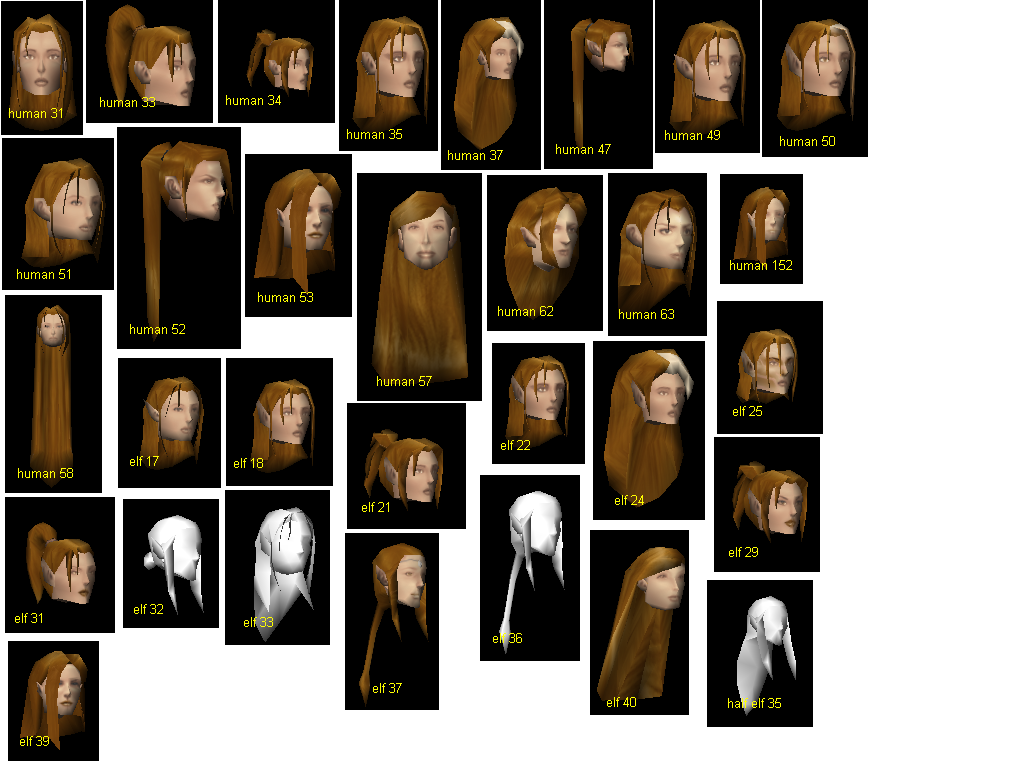 human 31
human 33
human 34
human 35
human 37
human 47
human 49
human 50
human 51
human 52
human 53
human 57
human 62
human 63
human 152
human 58
elf 17
elf 18
elf 21
elf 22
elf 24
elf 25
elf 29
elf 31
elf 32
elf 33
elf 37
elf 36
elf 40
half elf 35
elf 39